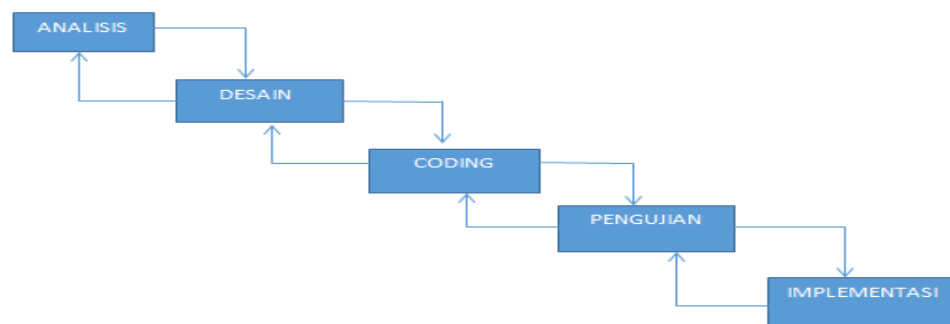 ANALISIS
DESAIN
CODING
PENGUJIAN
IMPLEMENTASI